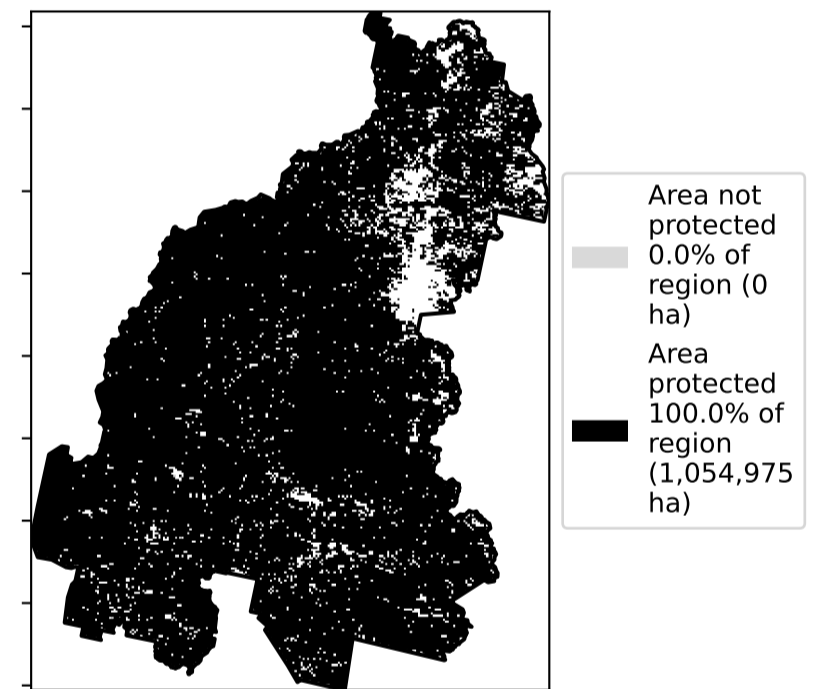 Area not
protected
0.0% of
region (0
ha)
Area
protected
100.0% of
region
(1,054,975
ha)